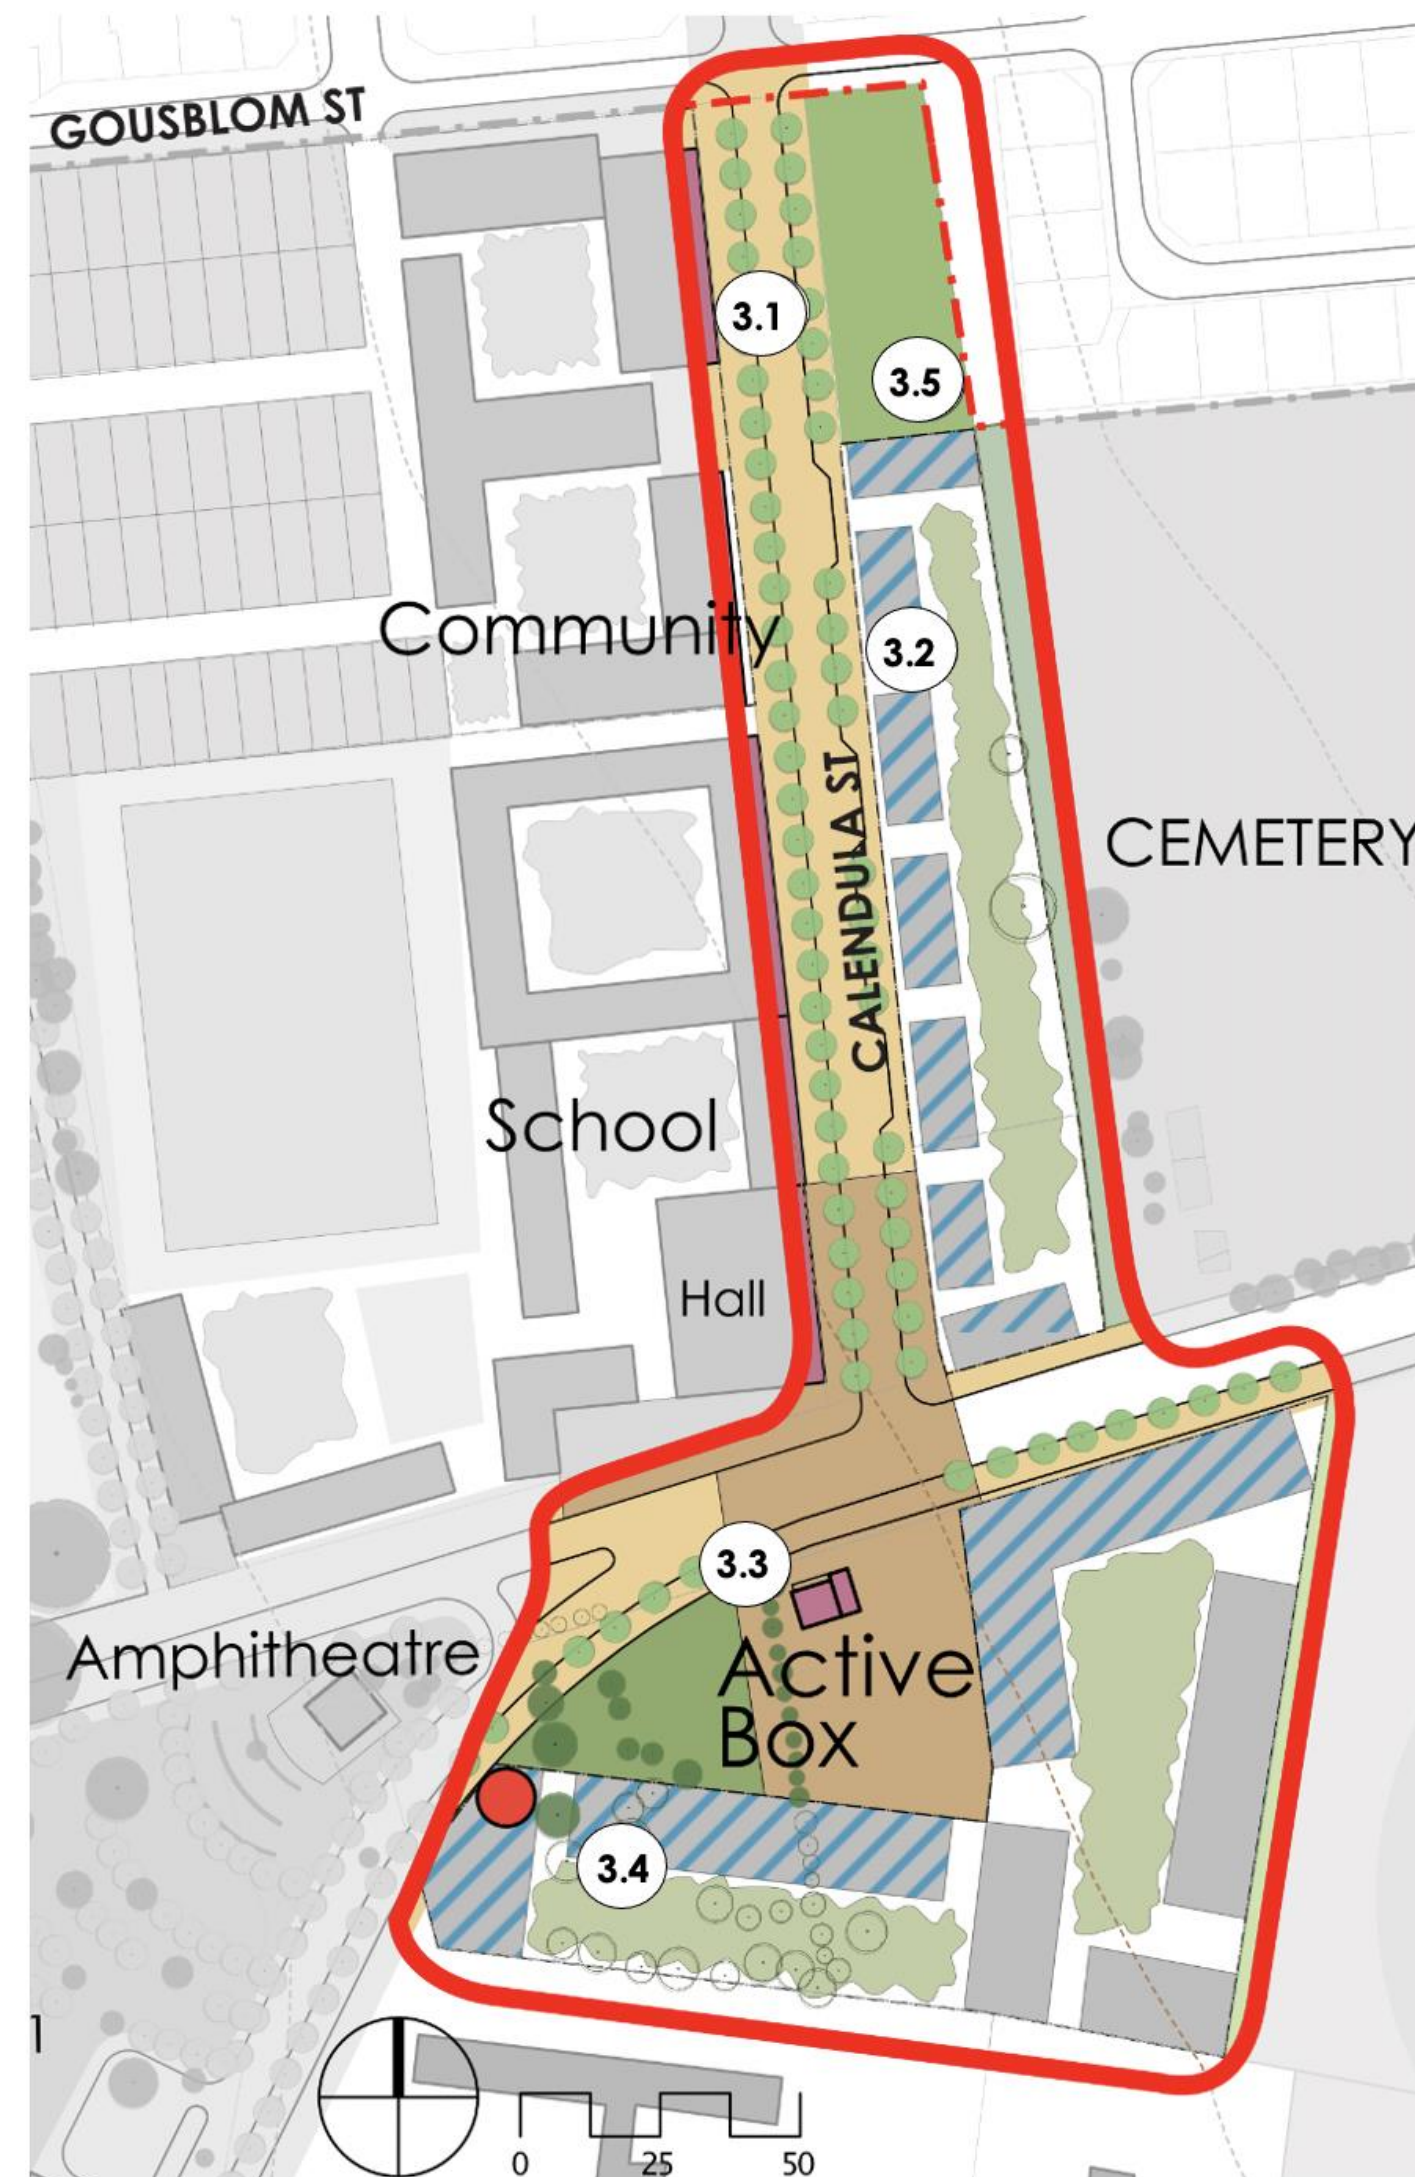 GOUSBLOM ST
3.1
3.5
Community
3.2
CALENDULA ST
CEMETERY
School
Hall
3.3
Amphitheatre
Active
Box
3.4
1
0
25
50